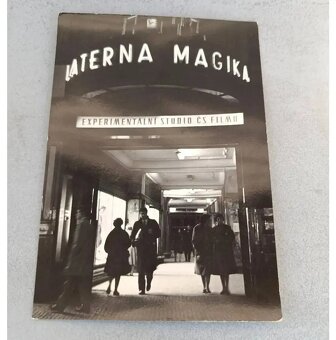 LATERNA MAGIKA
EXPERIMENTÁLNÍ STUDIO ČS FILMU